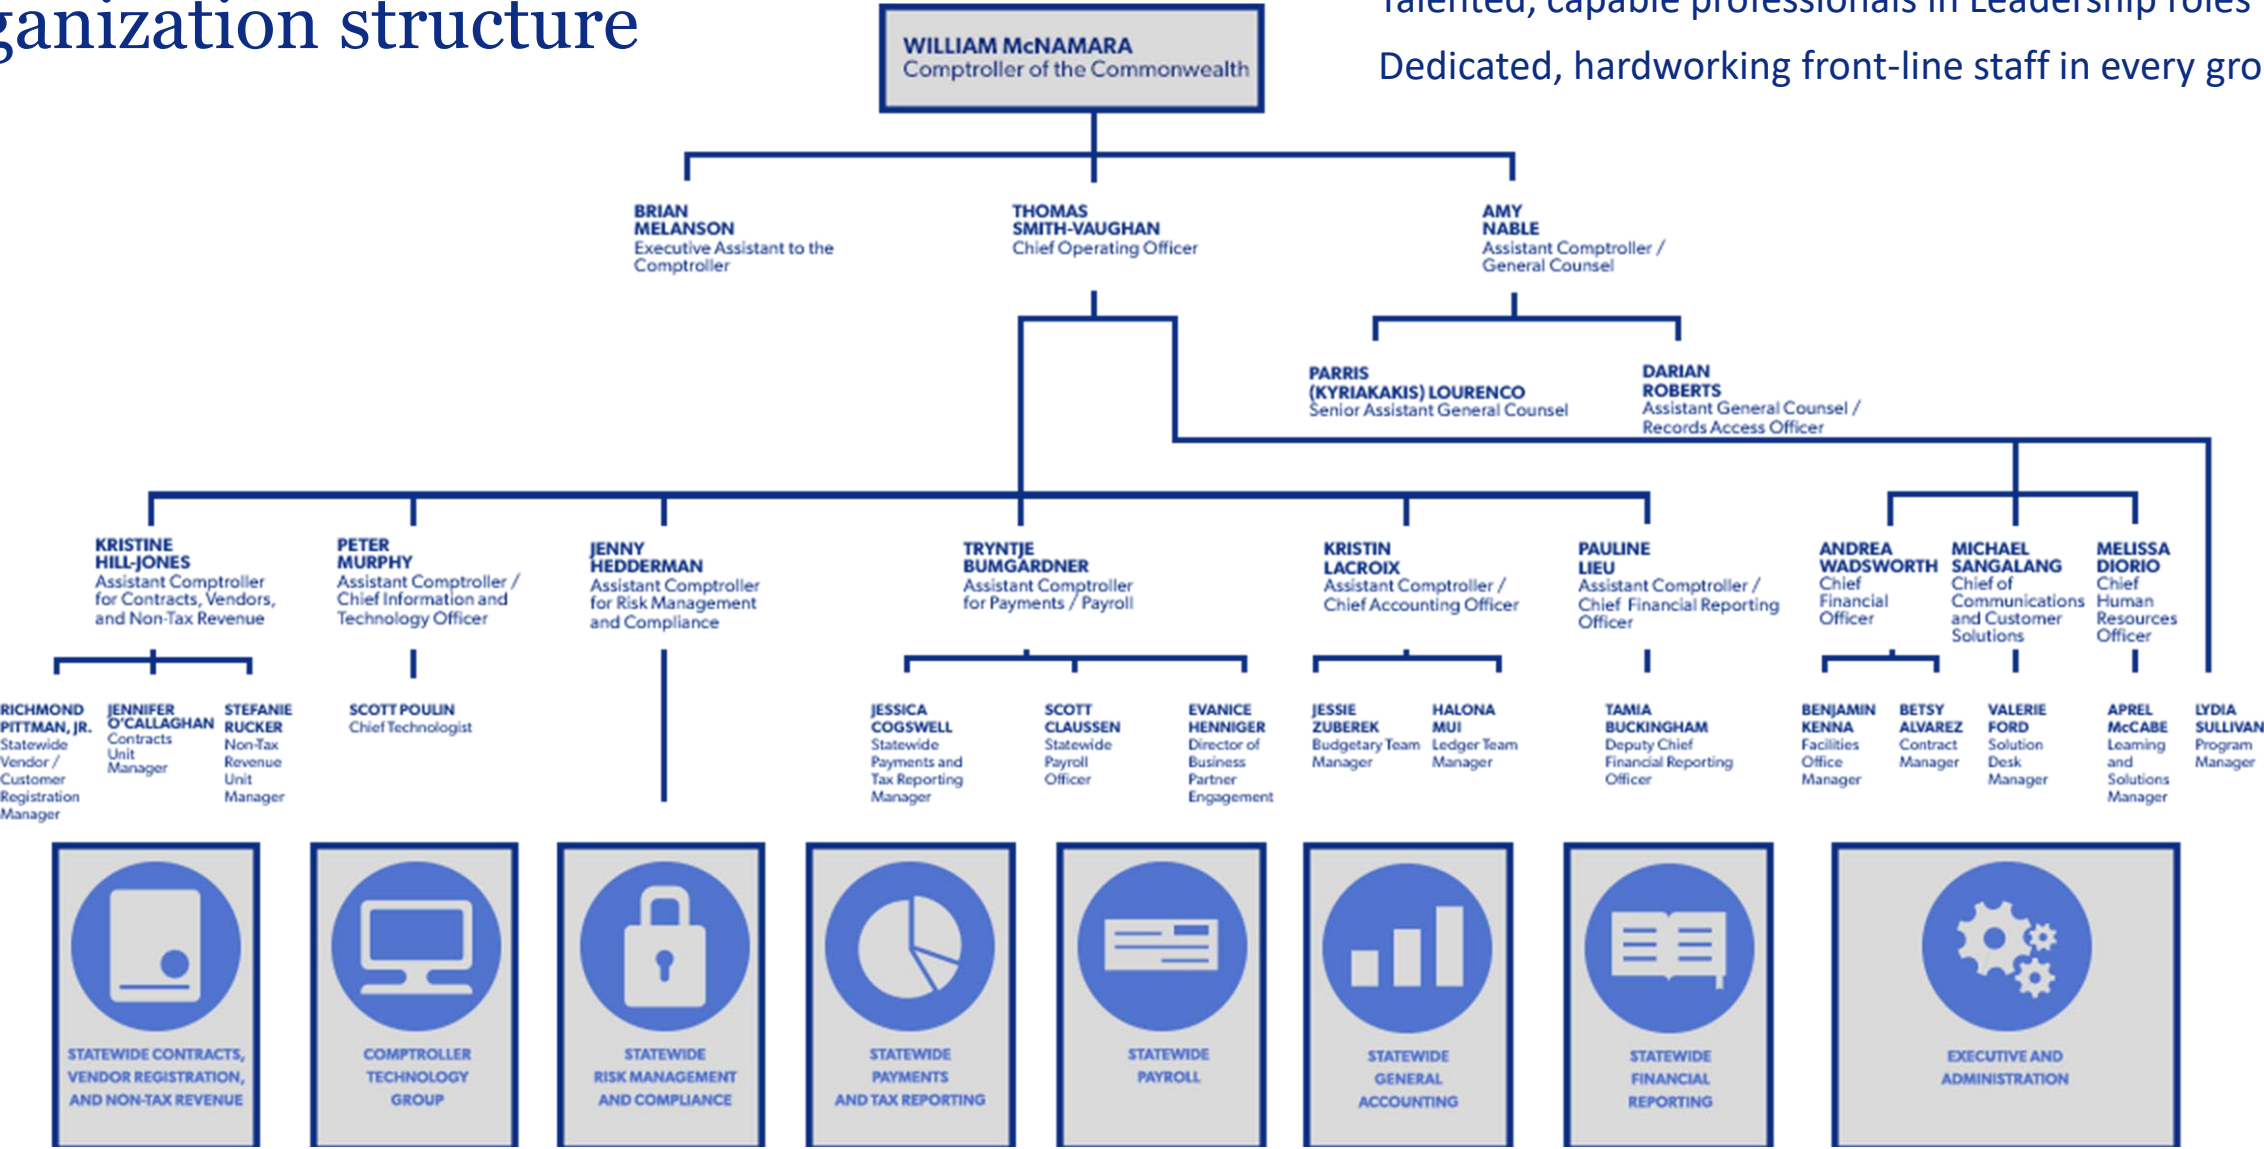 ganization structure
Talented, capable professionals in Leadership roles
Dedicated, hardworking front-line staff in every gro
WILLIAM McNAMARA
Comptroller of the Commonwealth
BRIAN
MELANSON
Executive Assistant to the
Comptroller
THOMAS
SMITH-VAUGHAN
Chief Operating Officer
AMY
NABLE
Assistant Comptroller /
General Counsel
PARRIS
(KYRIAKAKIS) LOURENCO
Senior Assistant General Counsel
DARIAN
ROBERTS
Assistant General Counsel /
Records Access Officer
KRISTINE
HILL-JONES
Assistant Comptroller
for Contracts, Vendors,
and Non-Tax Revenue
PETER
MURPHY
Assistant Comptroller /
Chief Information and
Technology Officer
JENNY
HEDDERMAN
Assistant Comptroller
for Risk Management
and Compliance
TRYNTJE
BUMGARDNER
Assistant Comptroller
for Payments / Payroll
KRISTIN
LACROIX
Assistant Comptroller /
Chief Accounting Officer
PAULINE
LIEU
Assistant Comptroller /
Chief Financial Reporting
Officer
ANDREA
WADSWORTH
Chief
Financial
Officer
MICHAEL
SANGALANG
Chief of
Communications
and Customer
Solutions
MELISSA
DIORIO
Chief
Human
Resources
Officer
RICHMOND
PITTMAN, JR.
Statewide
Vendor /
Customer
Registration
Manager
JENNIFER
O'CALLAGHAN
Contracts
Unit
Manager
STEFANIE
RUCKER
Non-Tax
Revenue
Unit
Manager
SCOTT POULIN
Chief Technologist
JESSICA
COGSWELL
Statewide
Payments and
Tax Reporting
Manager
SCOTT
CLAUSSEN
Statewide
Payroll
Officer
EVANICE
HENNIGER
Director of
Business
Partner
Engagement
JESSIE
ZUBEREK
Budgetary Team
Manager
HALONA
MUI
Ledger Team
Manager
TAMIA
BUCKINGHAM
Deputy Chief
Financial Reporting
Officer
BENJAMIN
KENNA
Facilities
Office
Manager
BETSY
ALVAREZ
Contract
Manager
VALERIE
FORD
Solution
Desk
Manager
APREL
McCABE
Learning
and
Solutions
Manager
LYDIA
SULLIVAN
Program
Manager
STATEWIDE CONTRACTS,
VENDOR REGISTRATION,
AND NON-TAX REVENUE
COMPTROLLER
TECHNOLOGY
GROUP
STATEWIDE
RISK MANAGEMENT
AND COMPLIANCE
STATEWIDE
PAYMENTS
AND TAX REPORTING
STATEWIDE
PAYROLL
STATEWIDE
GENERAL
ACCOUNTING
STATEWIDE
FINANCIAL
REPORTING
EXECUTIVE AND
ADMINISTRATION